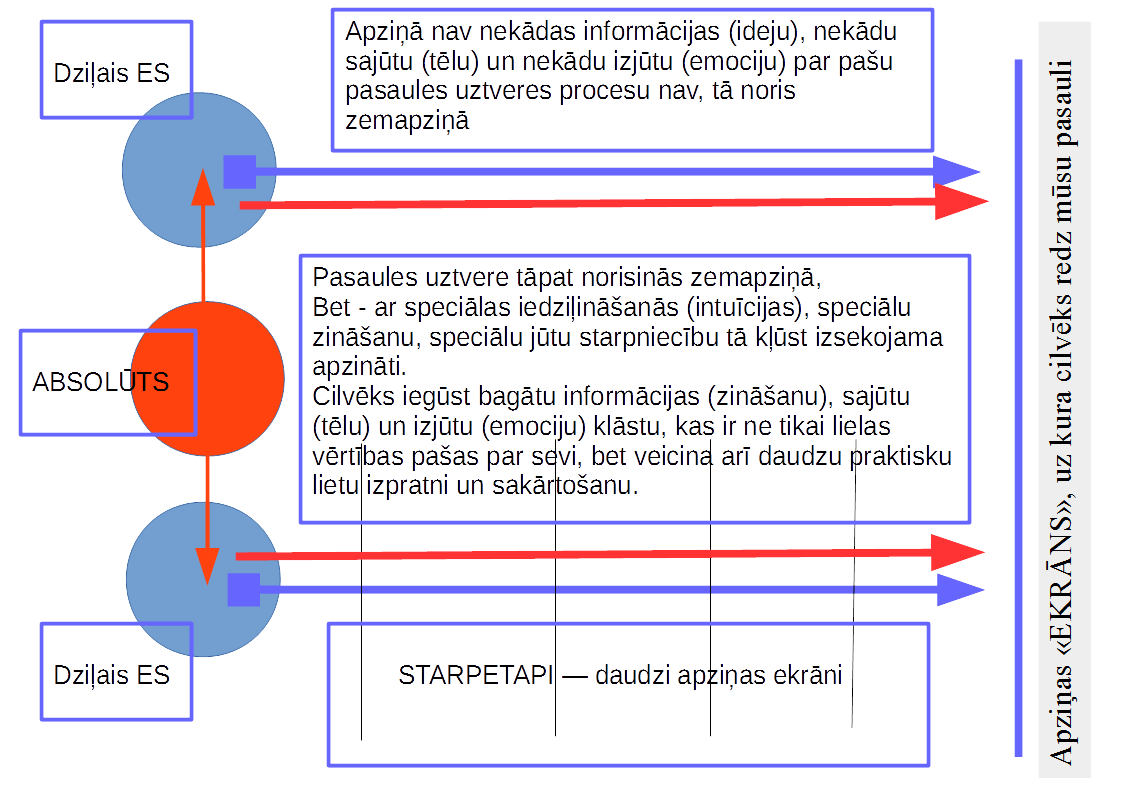 Dziļais ES
Apziņā nav nekādas informācijas (ideju), nekādu
sajūtu (tēlu) un nekādu izjūtu (emociju) par pašu
pasaules uztveres procesu nav, tā noris
zemapziņā
ABSOLŪTS
Pasaules uztvere tāpat norisinās zemapziņā,
Bet - ar speciālas iedziļināšanās (intuīcijas), speciālu
zināšanu, speciālu jūtu starpniecību tā kļūst izsekojama
apzināti.
Cilvēks iegūst bagātu informācijas (zināšanu), sajūtu
(tēlu) un izjūtu (emociju) klāstu, kas ir ne tikai lielas
vērtības pašas par sevi, bet veicina arī daudzu praktisku
lietu izpratni un sakārtošanu.
Dziļais ES
STARPETAPI — daudzi apziņas ekrāni
Apziņas «EKRĀNS», uz kura cilvēks redz mūsu pasauli